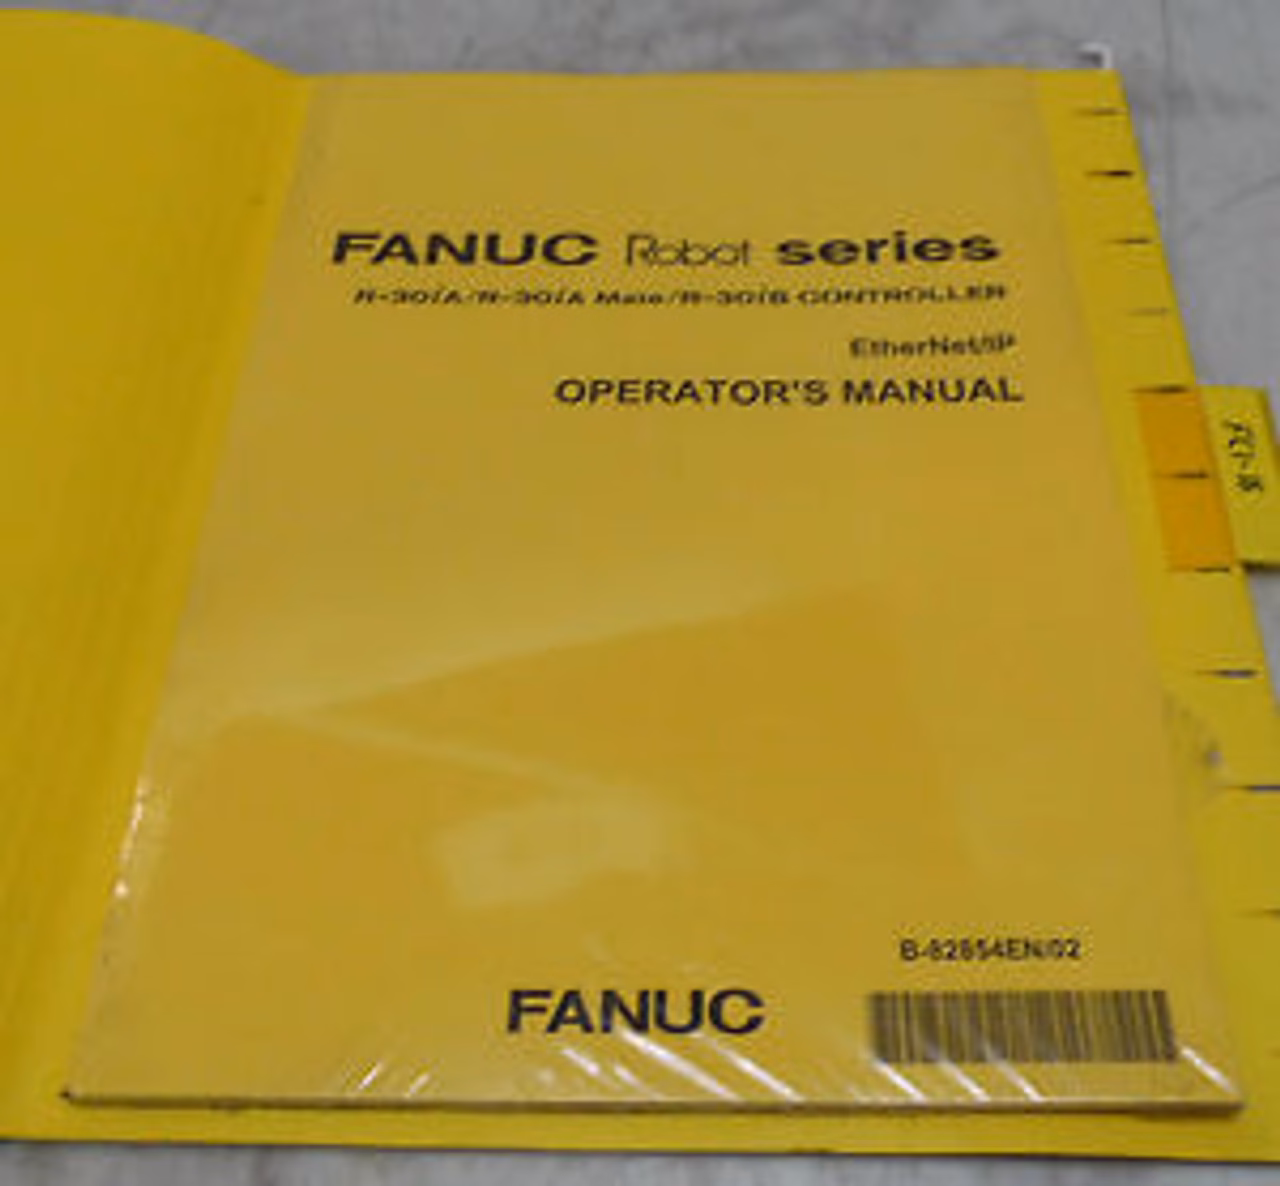 FANUC Robot series
R-30iA/R-30iA Mate/R-30iB CONTROLLER
EtherNet/IP
OPERATOR'S MANUAL
B-82854EN/02
FANUC